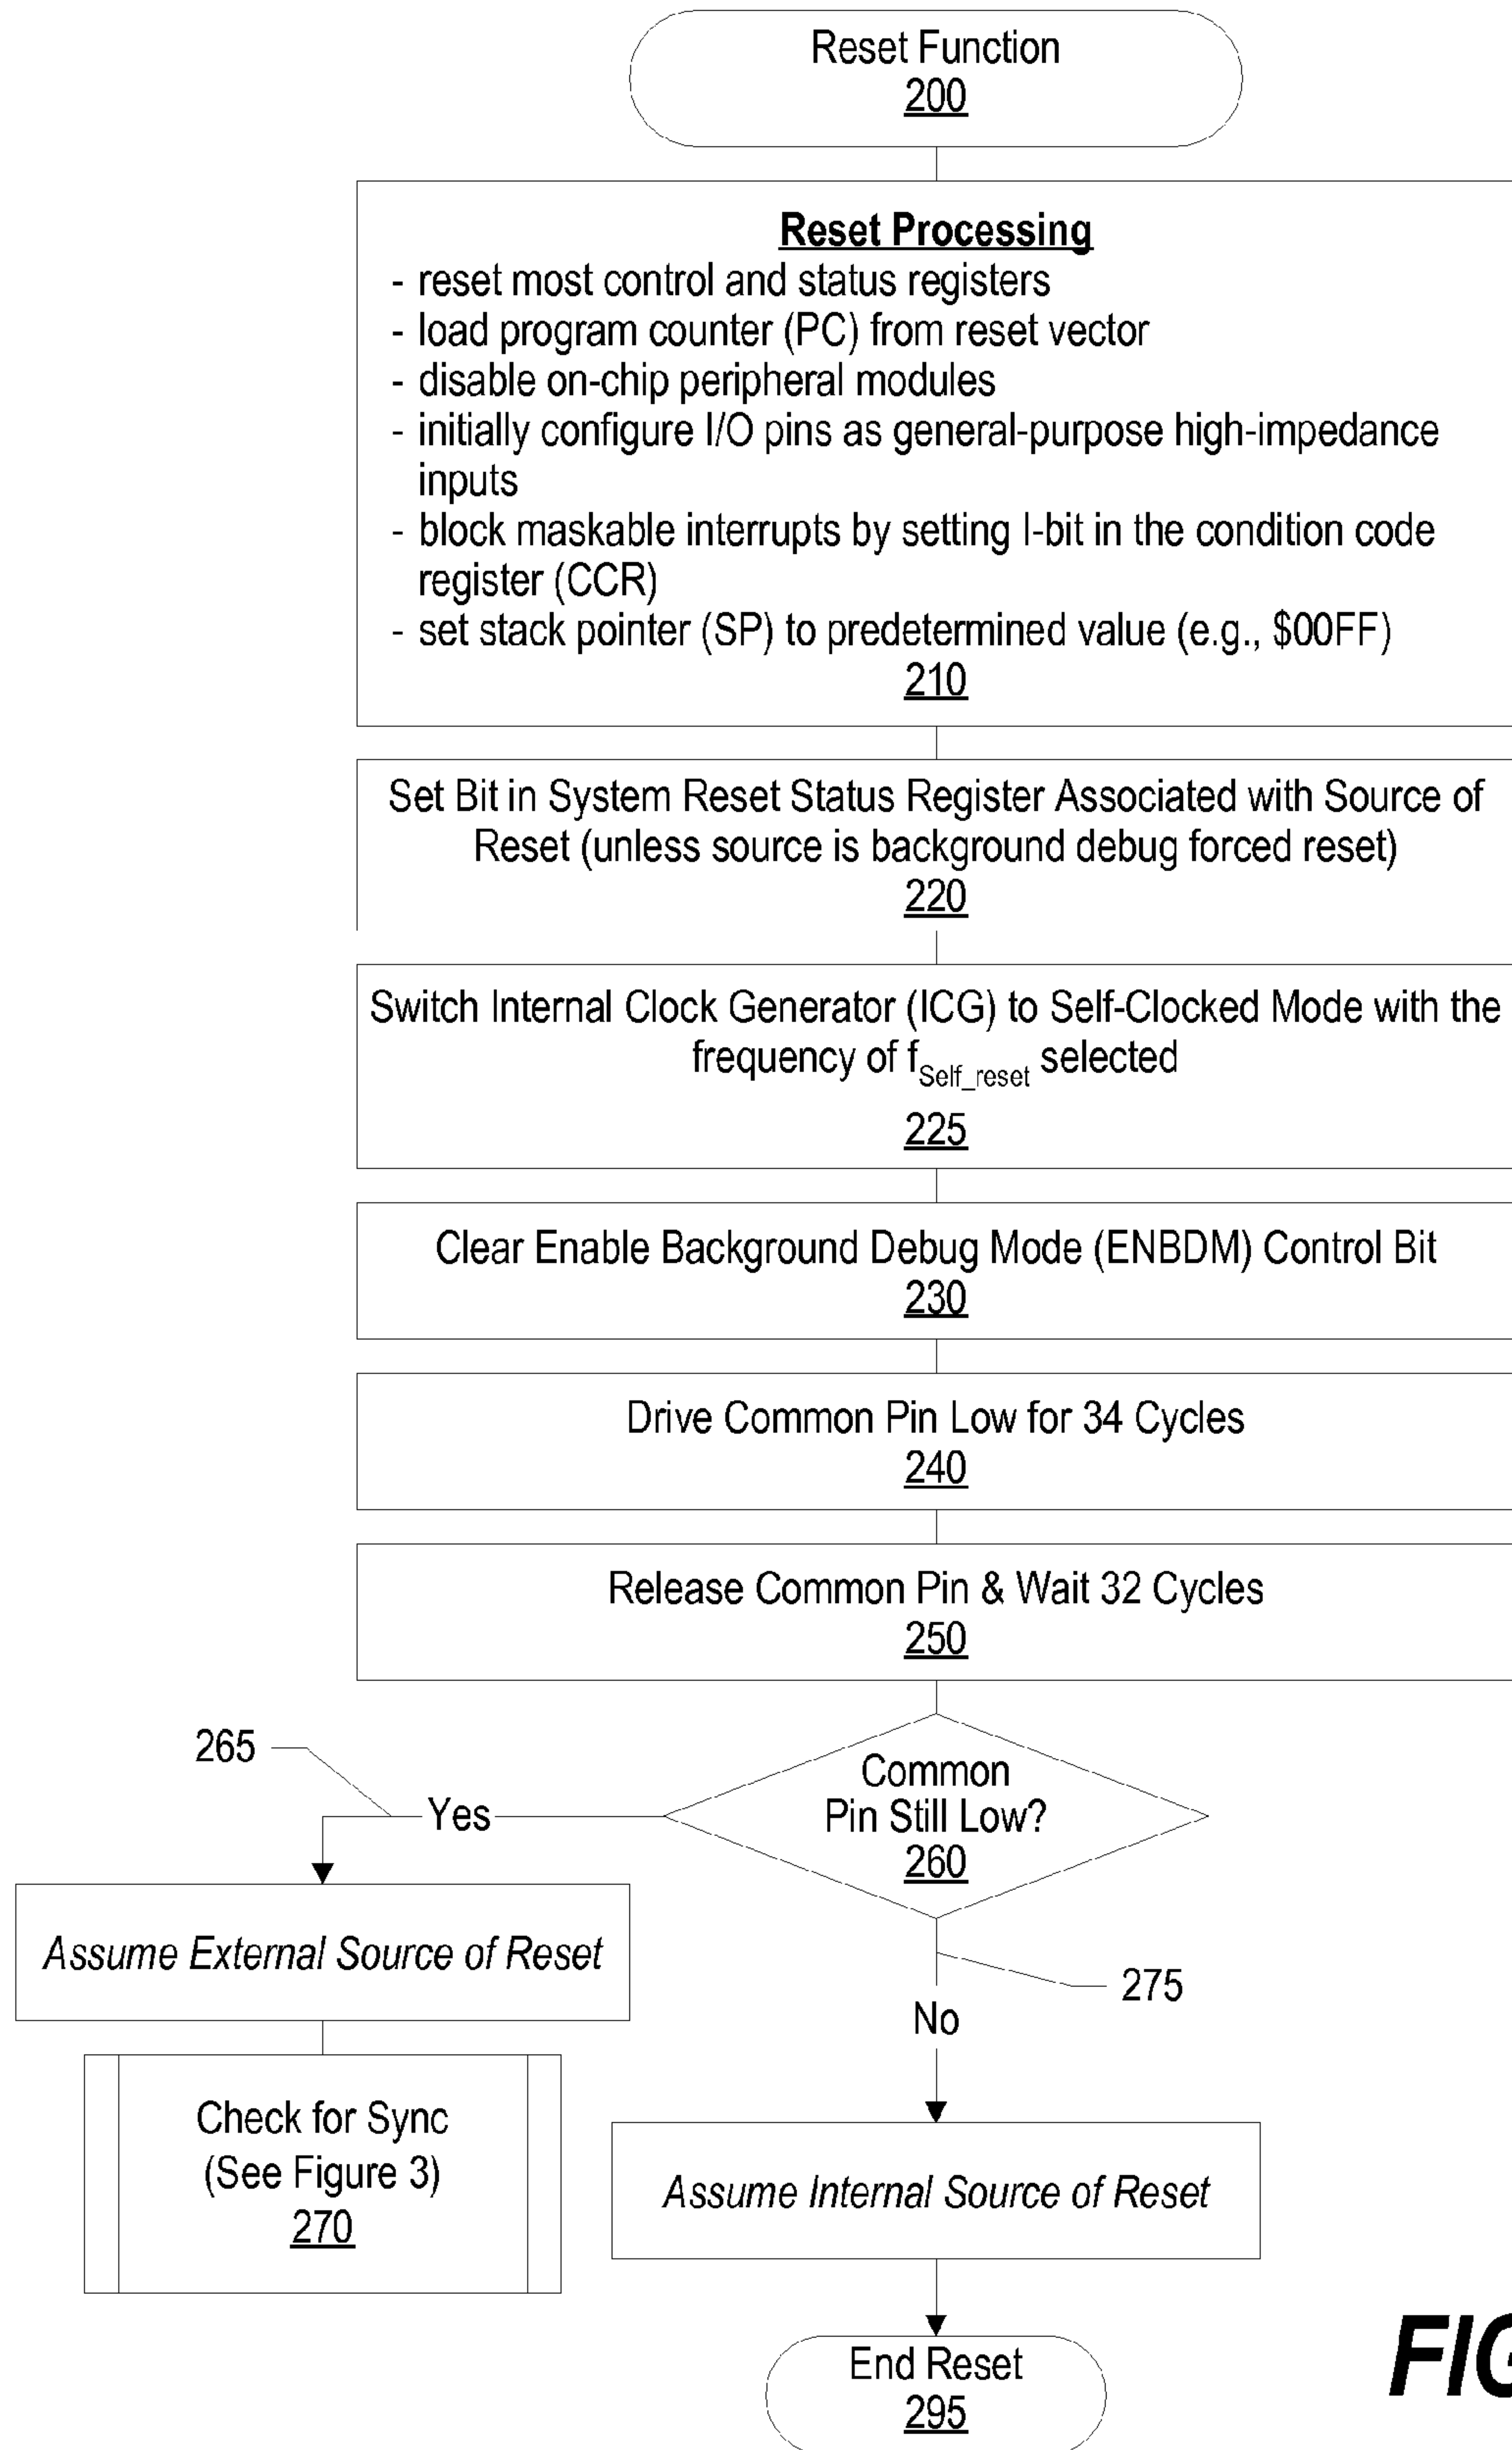 Reset Function
200
Reset Processing
- reset most control and status registers
- load program counter (PC) from reset vector
- disable on-chip peripheral modules
- initially configure I/O pins as general-purpose high-impedance
inputs
- block maskable interrupts by setting I-bit in the condition code
register (CCR)
- set stack pointer (SP) to predetermined value (e.g., $00FF)
210
Set Bit in System Reset Status Register Associated with Source of
Reset (unless source is background debug forced reset)
220
Switch Internal Clock Generator (ICG) to Self-Clocked Mode with the
frequency of fSelf_reset selected
225
Clear Enable Background Debug Mode (ENBDM) Control Bit
230
Drive Common Pin Low for 34 Cycles
240
Release Common Pin & Wait 32 Cycles
250
265
Yes
Common
Pin Still Low?
260
Assume External Source of Reset
275
No
Check for Sync
(See Figure 3)
270
Assume Internal Source of Reset
End Reset
295